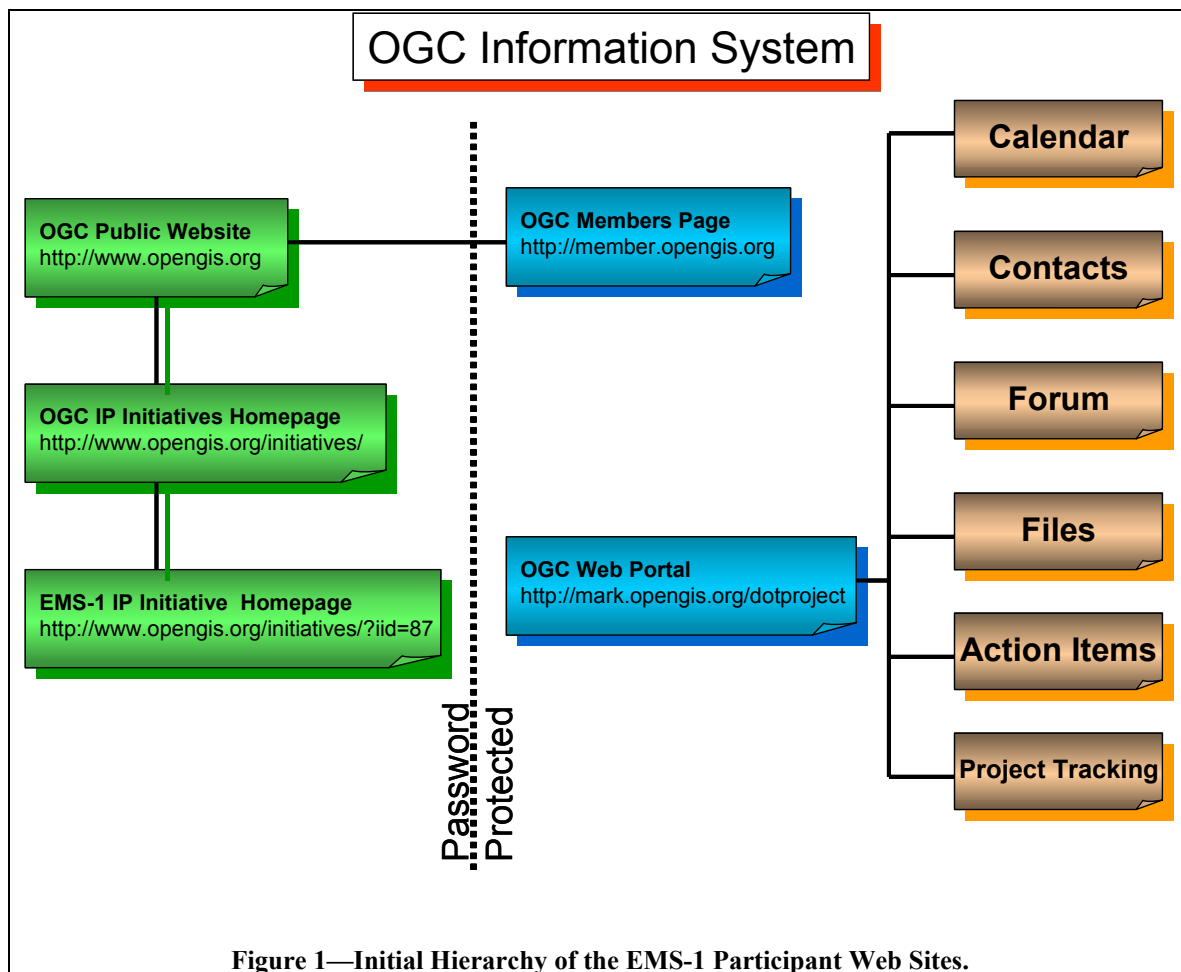 OGC Information System
OGC Public Website
http://www.opengis.org
OGC IP Initiatives Homepage
http://www.opengis.org/initiatives/
EMS-1 IP Initiative  Homepage
http://www.opengis.org/initiatives/?iid=87
Password
Protected
OGC Members Page
http://member.opengis.org
OGC Web Portal
http://mark.opengis.org/dotproject
Calendar
Contacts
Forum
Files
Action Items
Project Tracking
Figure 1—Initial Hierarchy of the EMS-1 Participant Web Sites.